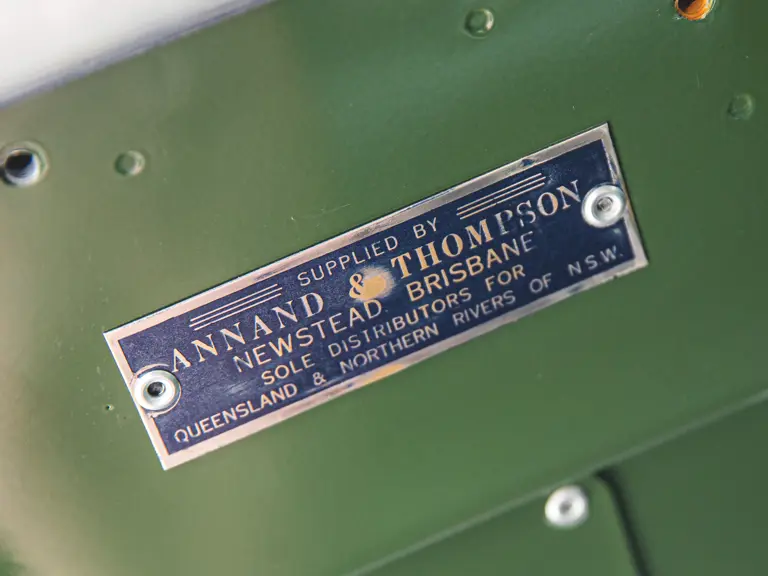 SUPPLIED BY
ANNAND & THOMPSON
NEWSTEAD BRISBANE
SOLE DISTRIBUTORS FOR
QUEENSLAND & NORTHERN RIVERS OF N.S.W.